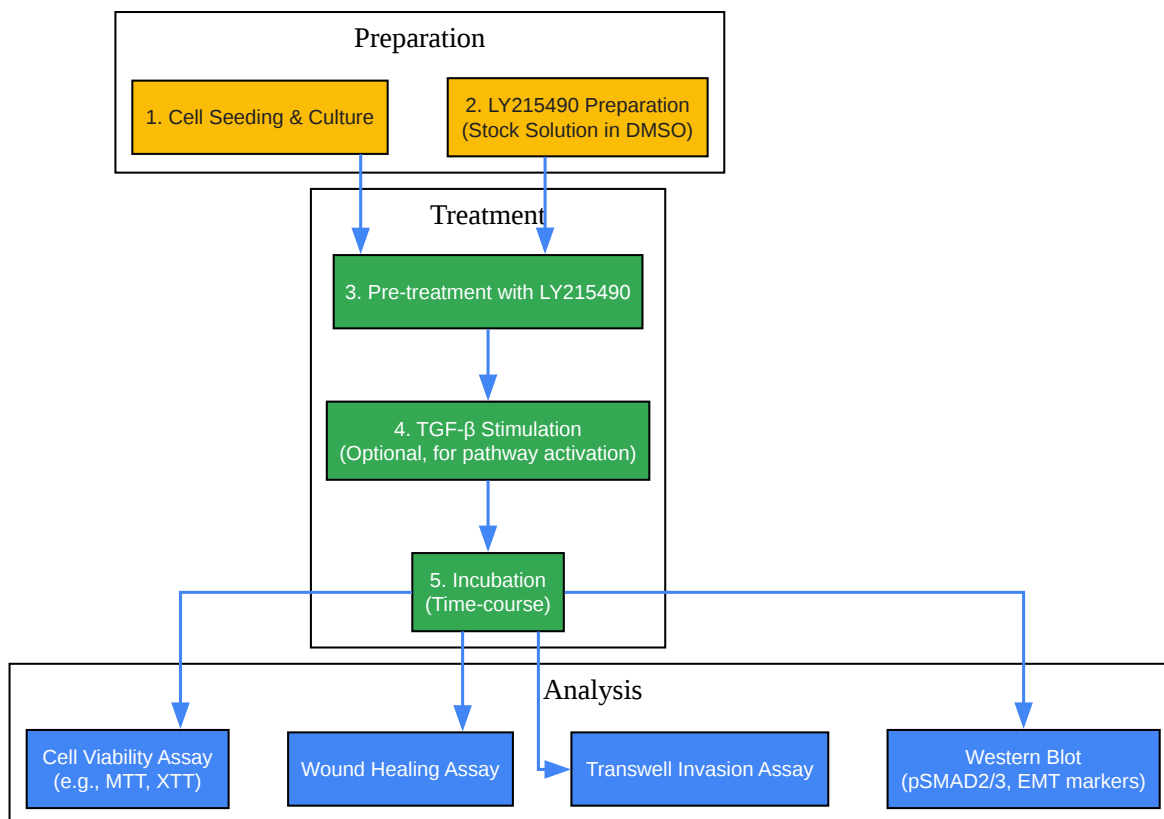 Preparation
1. Cell Seeding & Culture
2. LY215490 Preparation
(Stock Solution in DMSO)
Treatment
3. Pre-treatment with LY215490
4. TGF-β Stimulation
(Optional, for pathway activation)
5. Incubation
(Time-course)
Analysis
Cell Viability Assay
(e.g., MTT, XTT)
Wound Healing Assay
Transwell Invasion Assay
Western Blot
(pSMAD2/3, EMT markers)